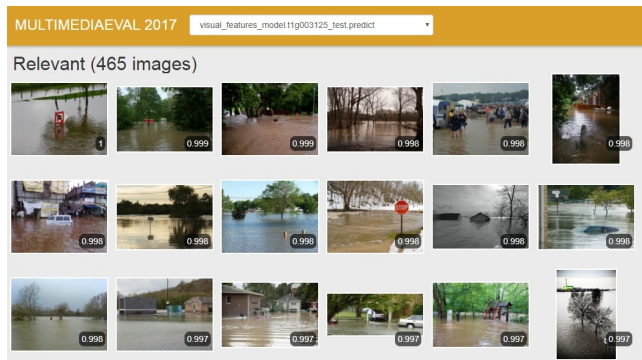 MULTIMEDIAEVAL 2017 visual_features_model.t1g003125_test.predict
Relevant (465 images)
1 0.999 0.999 0.998 0.998 0.998
0.998 0.998 0.998 STOP 0.998 0.998 0.998
0.998 0.997 0.997 0.997 0.997 0.997